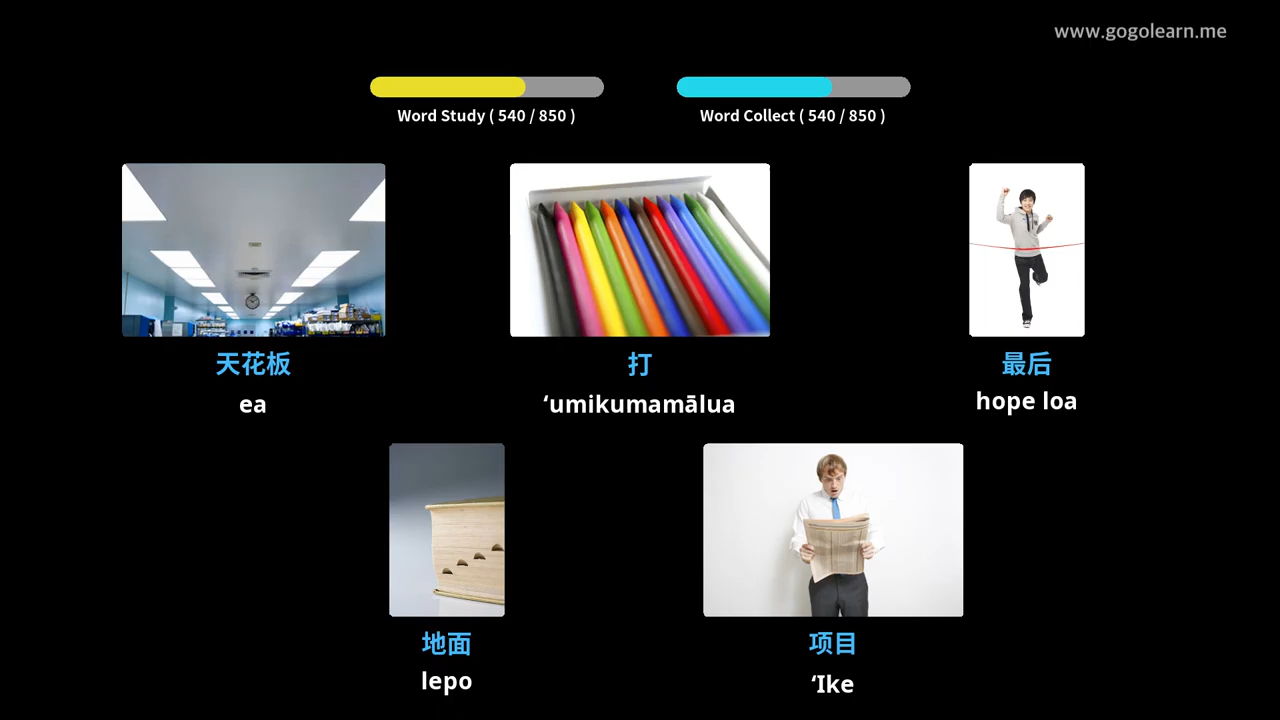 www.gogolearn.me
Word Study ( 540 / 850 )
Word Collect ( 540 / 850 )
天花板
ea
打
ʻumikumamālua
最后
hope loa
地面
lepo
项目
ʻIke